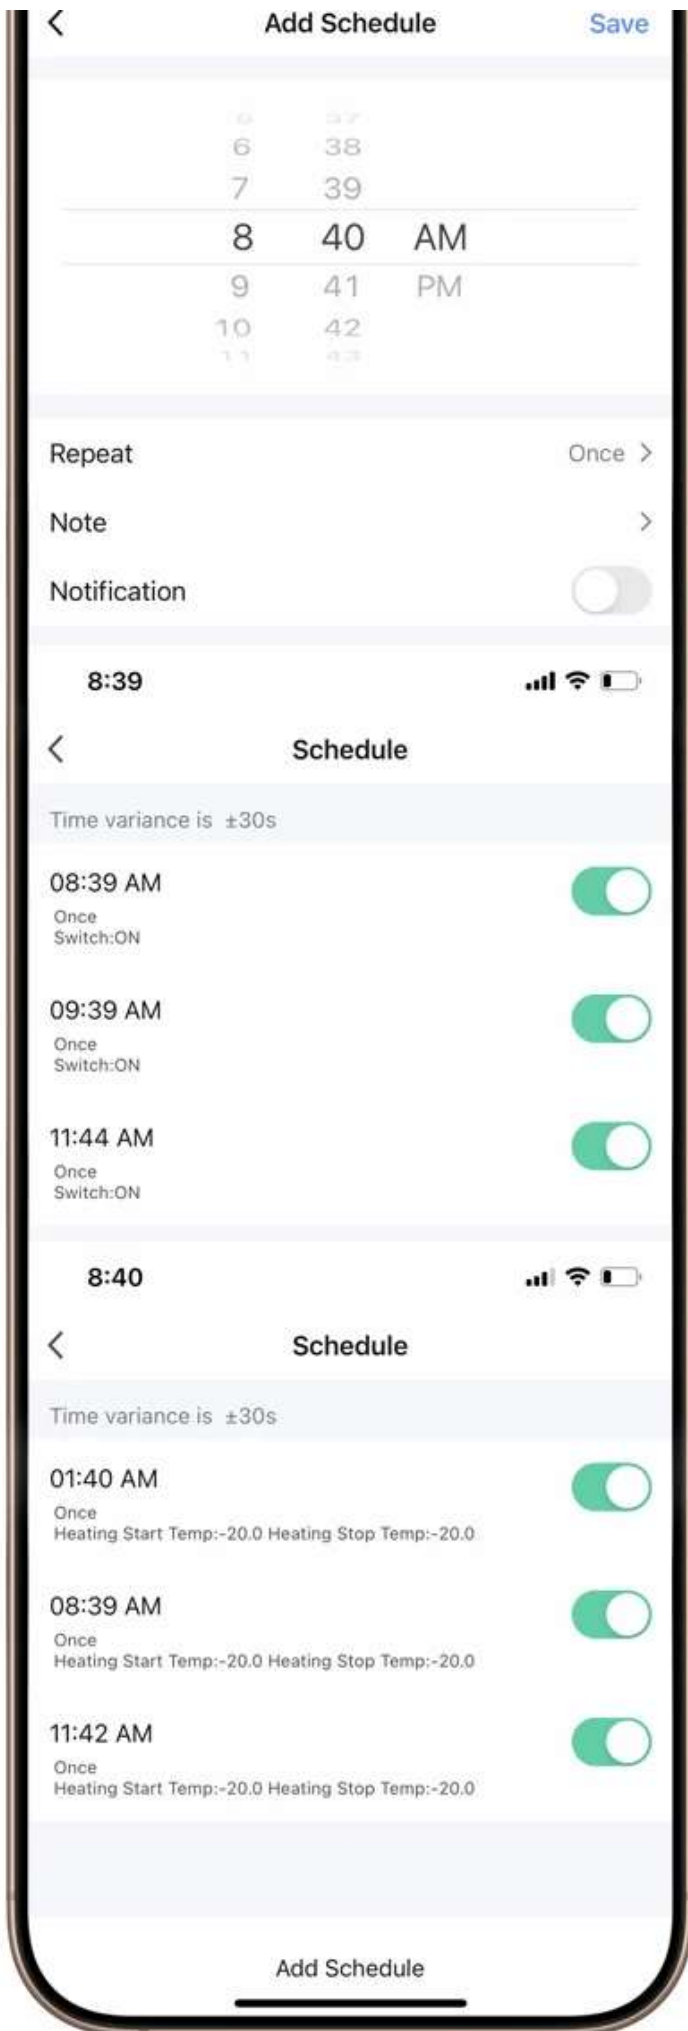 Add Schedule Save
6 38
7 39
8 40 AM
9 41 PM
10 42
11 43
Repeat Once
Note
Notification
8:39
Schedule
Time variance is ±30s
08:39 AM
Once
Switch:ON
09:39 AM
Once
Switch:ON
11:44 AM
Once
Switch:ON
8:40
Schedule
Time variance is ±30s
01:40 AM
Once
Heating Start Temp:-20.0 Heating Stop Temp:-20.0
08:39 AM
Once
Heating Start Temp:-20.0 Heating Stop Temp:-20.0
11:42 AM
Once
Heating Start Temp:-20.0 Heating Stop Temp:-20.0
Add Schedule